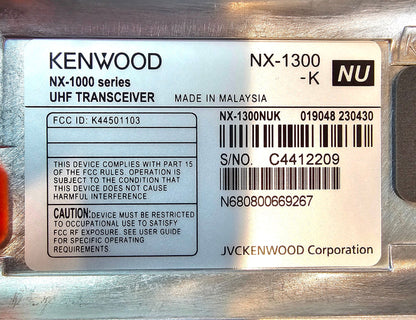 KENWOOD
NX-1000 series
UHF TRANSCEIVER
MADE IN MALAYSIA
NX-1300
-K
NU
FCC ID: K44501103
THIS DEVICE COMPLIES WITH PART 15
OF THE FCC RULES. OPERATION IS
SUBJECT TO THE CONDITION THAT
THIS DEVICE DOES NOT CAUSE
HARMFUL INTERFERENCE.
CAUTION: DEVICE MUST BE RESTRICTED
TO OCCUPATIONAL USE TO SATISFY
FCC RF EXPOSURE. SEE USER GUIDE
FOR SPECIFIC OPERATING
REQUIREMENTS.
NX-1300NUK 019048 230430
S/NO. C4412209
N680800669267
JVCKENWOOD Corporation